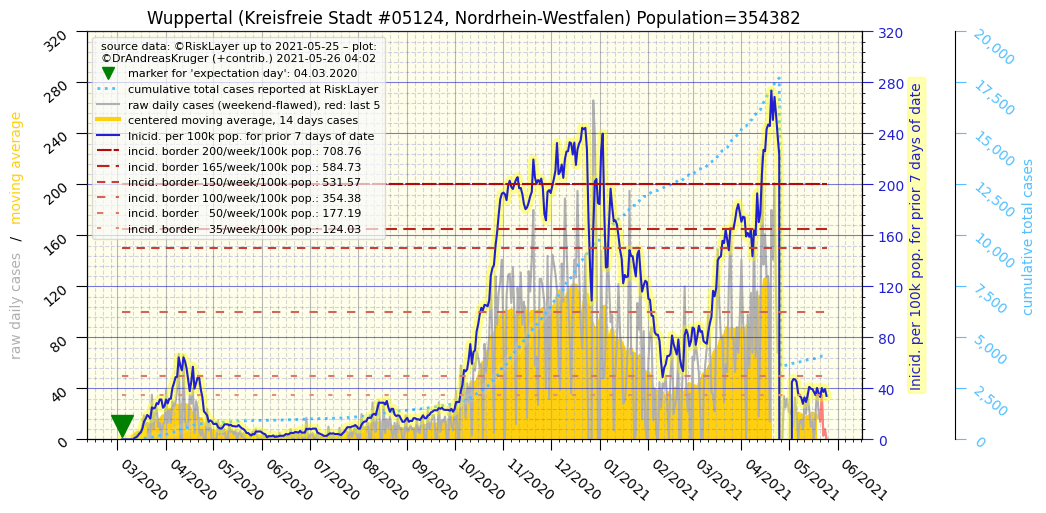 Wuppertal (Kreisfreie Stadt #05124, Nordrhein-Westfalen) Population=354382
source data: ©RiskLayer up to 2021-05-25 – plot:
©DrAndreasKruger (+contrib.) 2021-05-26 04:02
marker for 'expectation day': 04.03.2020
cumulative total cases reported at RiskLayer
raw daily cases (weekend-flawed), red: last 5
centered moving average, 14 days cases
Inicid. per 100k pop. for prior 7 days of date
incid. border 200/week/100k pop.: 708.76
incid. border 165/week/100k pop.: 584.73
incid. border 150/week/100k pop.: 531.57
incid. border 100/week/100k pop.: 354.38
incid. border   50/week/100k pop.: 177.19
incid. border   35/week/100k pop.: 124.03
raw daily cases  /  moving average
320
280
240
200
160
120
80
40
0
03/2020
04/2020
05/2020
06/2020
07/2020
08/2020
09/2020
10/2020
11/2020
12/2020
01/2021
02/2021
03/2021
04/2021
05/2021
06/2021
320
280
240
200
160
120
80
40
0
Inicid. per 100k pop. for prior 7 days of date
20,000
17,500
15,000
12,500
10,000
7,500
5,000
2,500
0
cumulative total cases